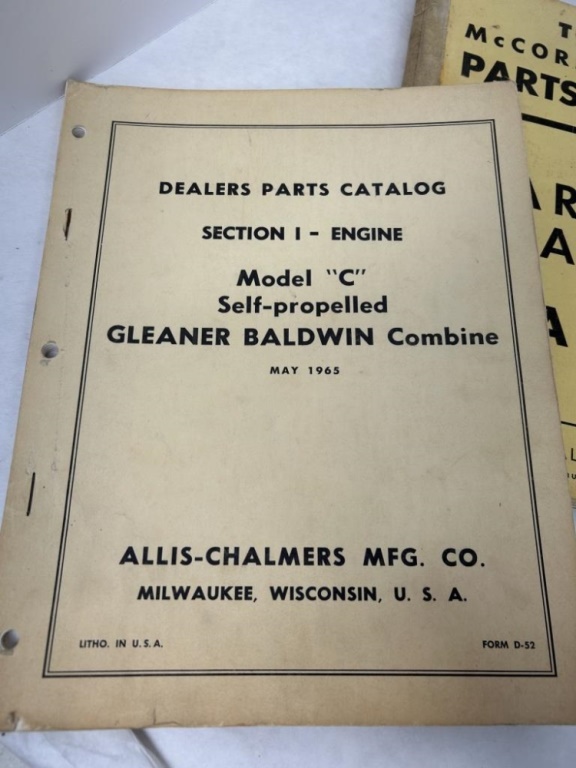 DEALERS PARTS CATALOG
SECTION I - ENGINE
Model "C"
Self-propelled
GLEANER BALDWIN Combine
MAY 1965
ALLIS-CHALMERS MFG. CO.
MILWAUKEE, WISCONSIN, U. S. A.
LITHO. IN U. S. A.
FORM D-52
PARTS